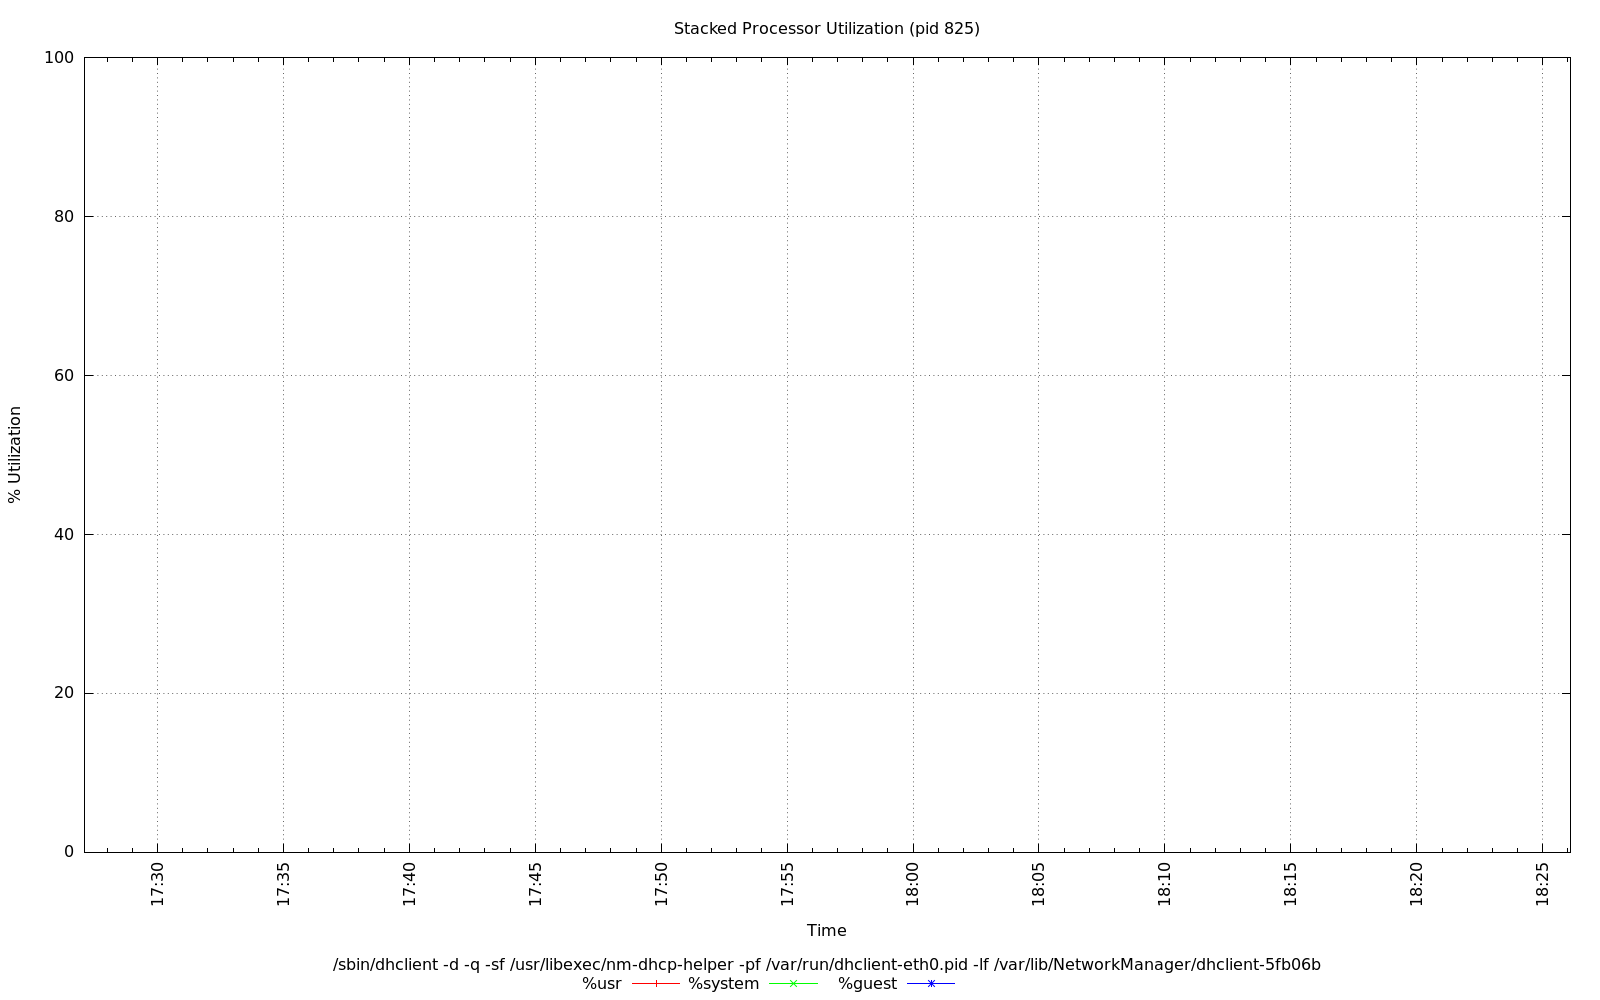 Stacked Processor Utilization (pid 825)
100
80
60
40
20
0
% Utilization
17:30 17:35 17:40 17:45 17:50 17:55 18:00 18:05 18:10 18:15 18:20 18:25
Time
/sbin/dhclient -d -q -sf /usr/libexec/nm-dhcp-helper -pf /var/run/dhclient-eth0.pid -lf /var/lib/NetworkManager/dhclient-5fb06b
%usr %system %guest